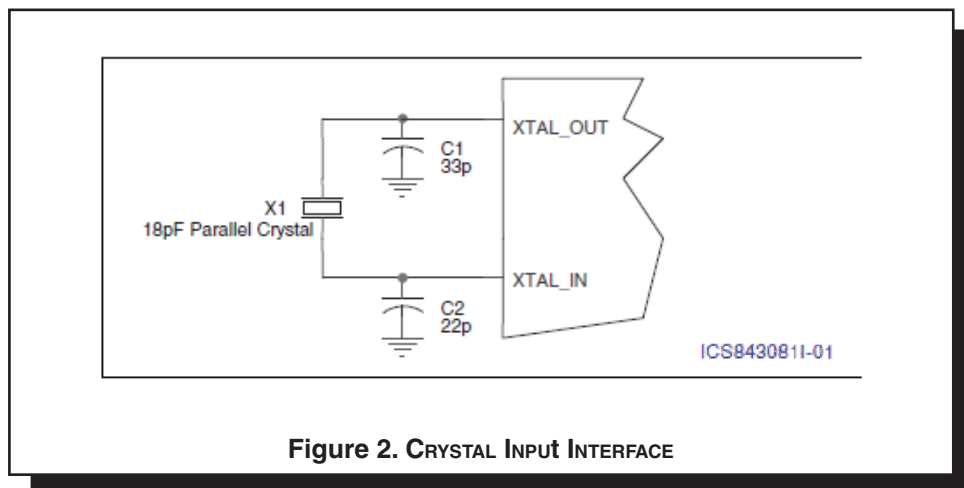 XTAL_OUT
C1
33p
X1
18pF Parallel Crystal
XTAL_IN
C2
22p
ICS843081I-01
Figure 2. CRYSTAL INPUt INTERFACE